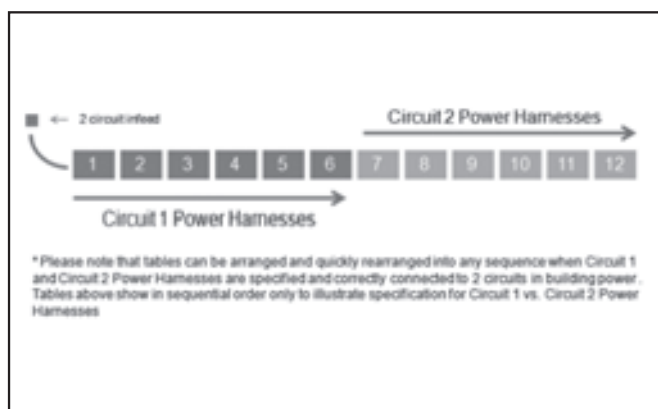 2 circuit infeed
Circuit 2 Power Harnesses
1 2 3 4 5 6 7 8 9 10 11 12
Circuit 1 Power Harnesses
* Please note that tables can be arranged and quickly rearranged into any sequence when Circuit 1
and Circuit 2 Power Harnesses are specified and correctly connected to 2 circuits in building power.
Tables above show in sequential order only to illustrate specification for Circuit 1 vs. Circuit 2 Power
Harnesses